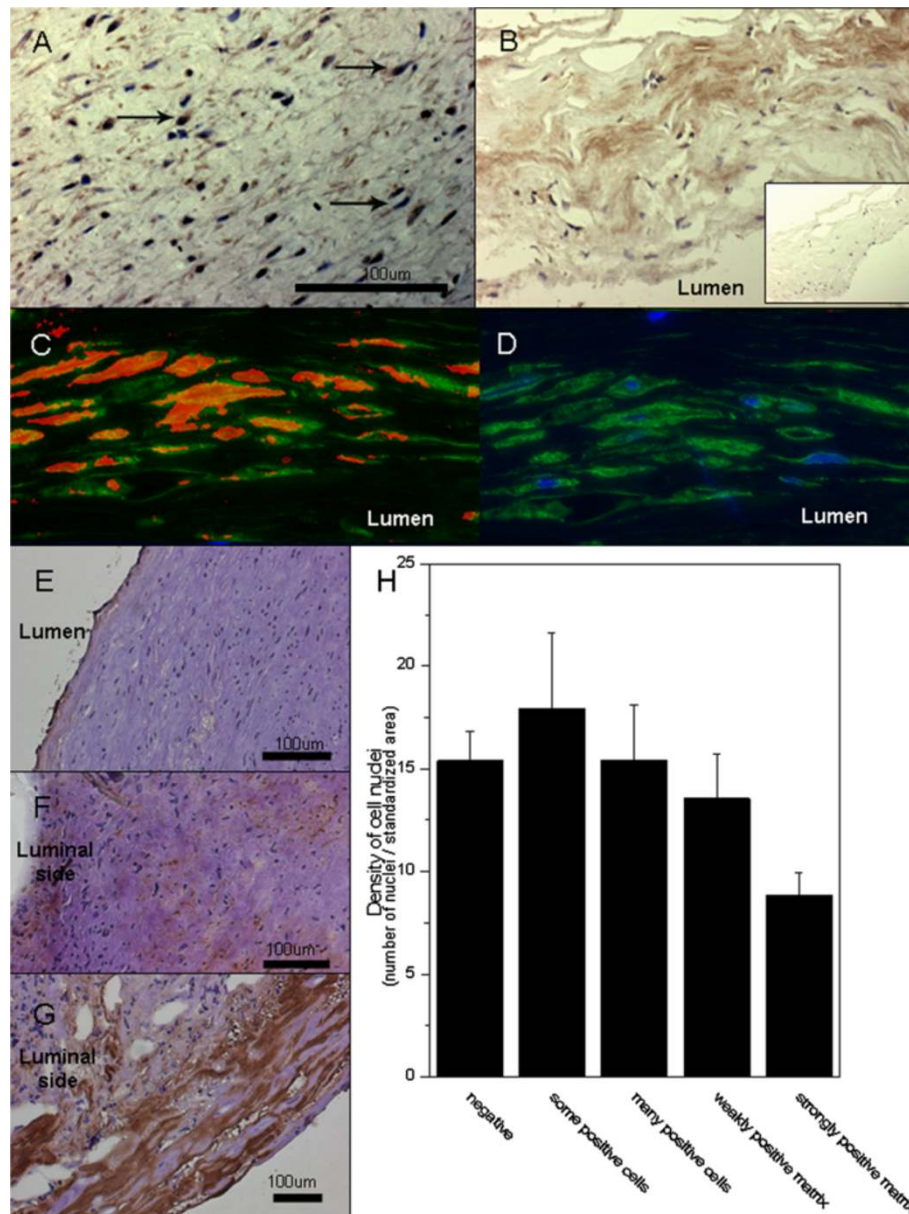 A
100um
B
Lumen
C
Lumen
D
Lumen
E
Lumen
100um
F
Luminal
side
100um
G
Luminal
side
100um
H
25
20
15
10
5
0
Density of cell nuclei
(number of nuclei / standardized area)
negative
some positive cells
many positive cells
weakly positive matrix
strongly positive matrix